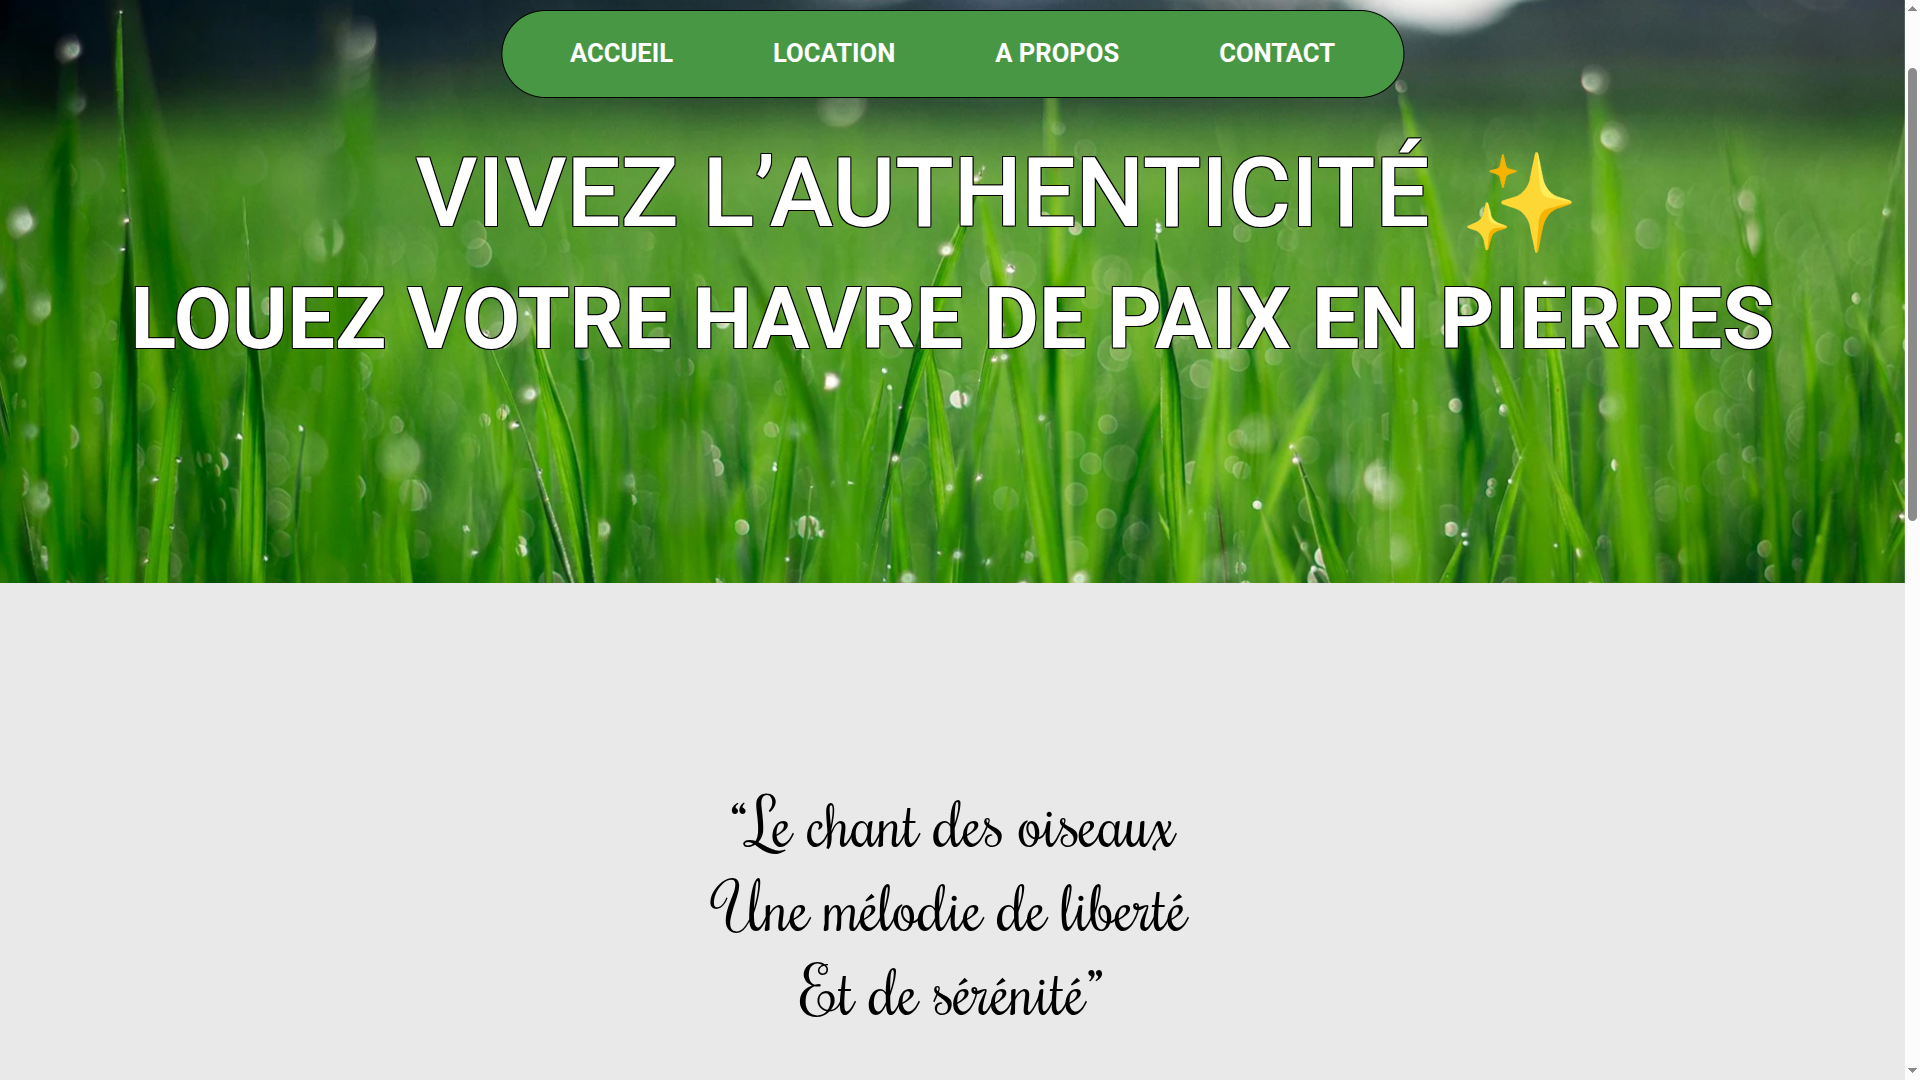 ACCUEIL LOCATION A PROPOS CONTACT
VIVEZ L’AUTHENTICITÉ ✨
LOUEZ VOTRE HAVRE DE PAIX EN PIERRES
“Le chant des oiseaux
Une mélodie de liberté
Et de sérénité”